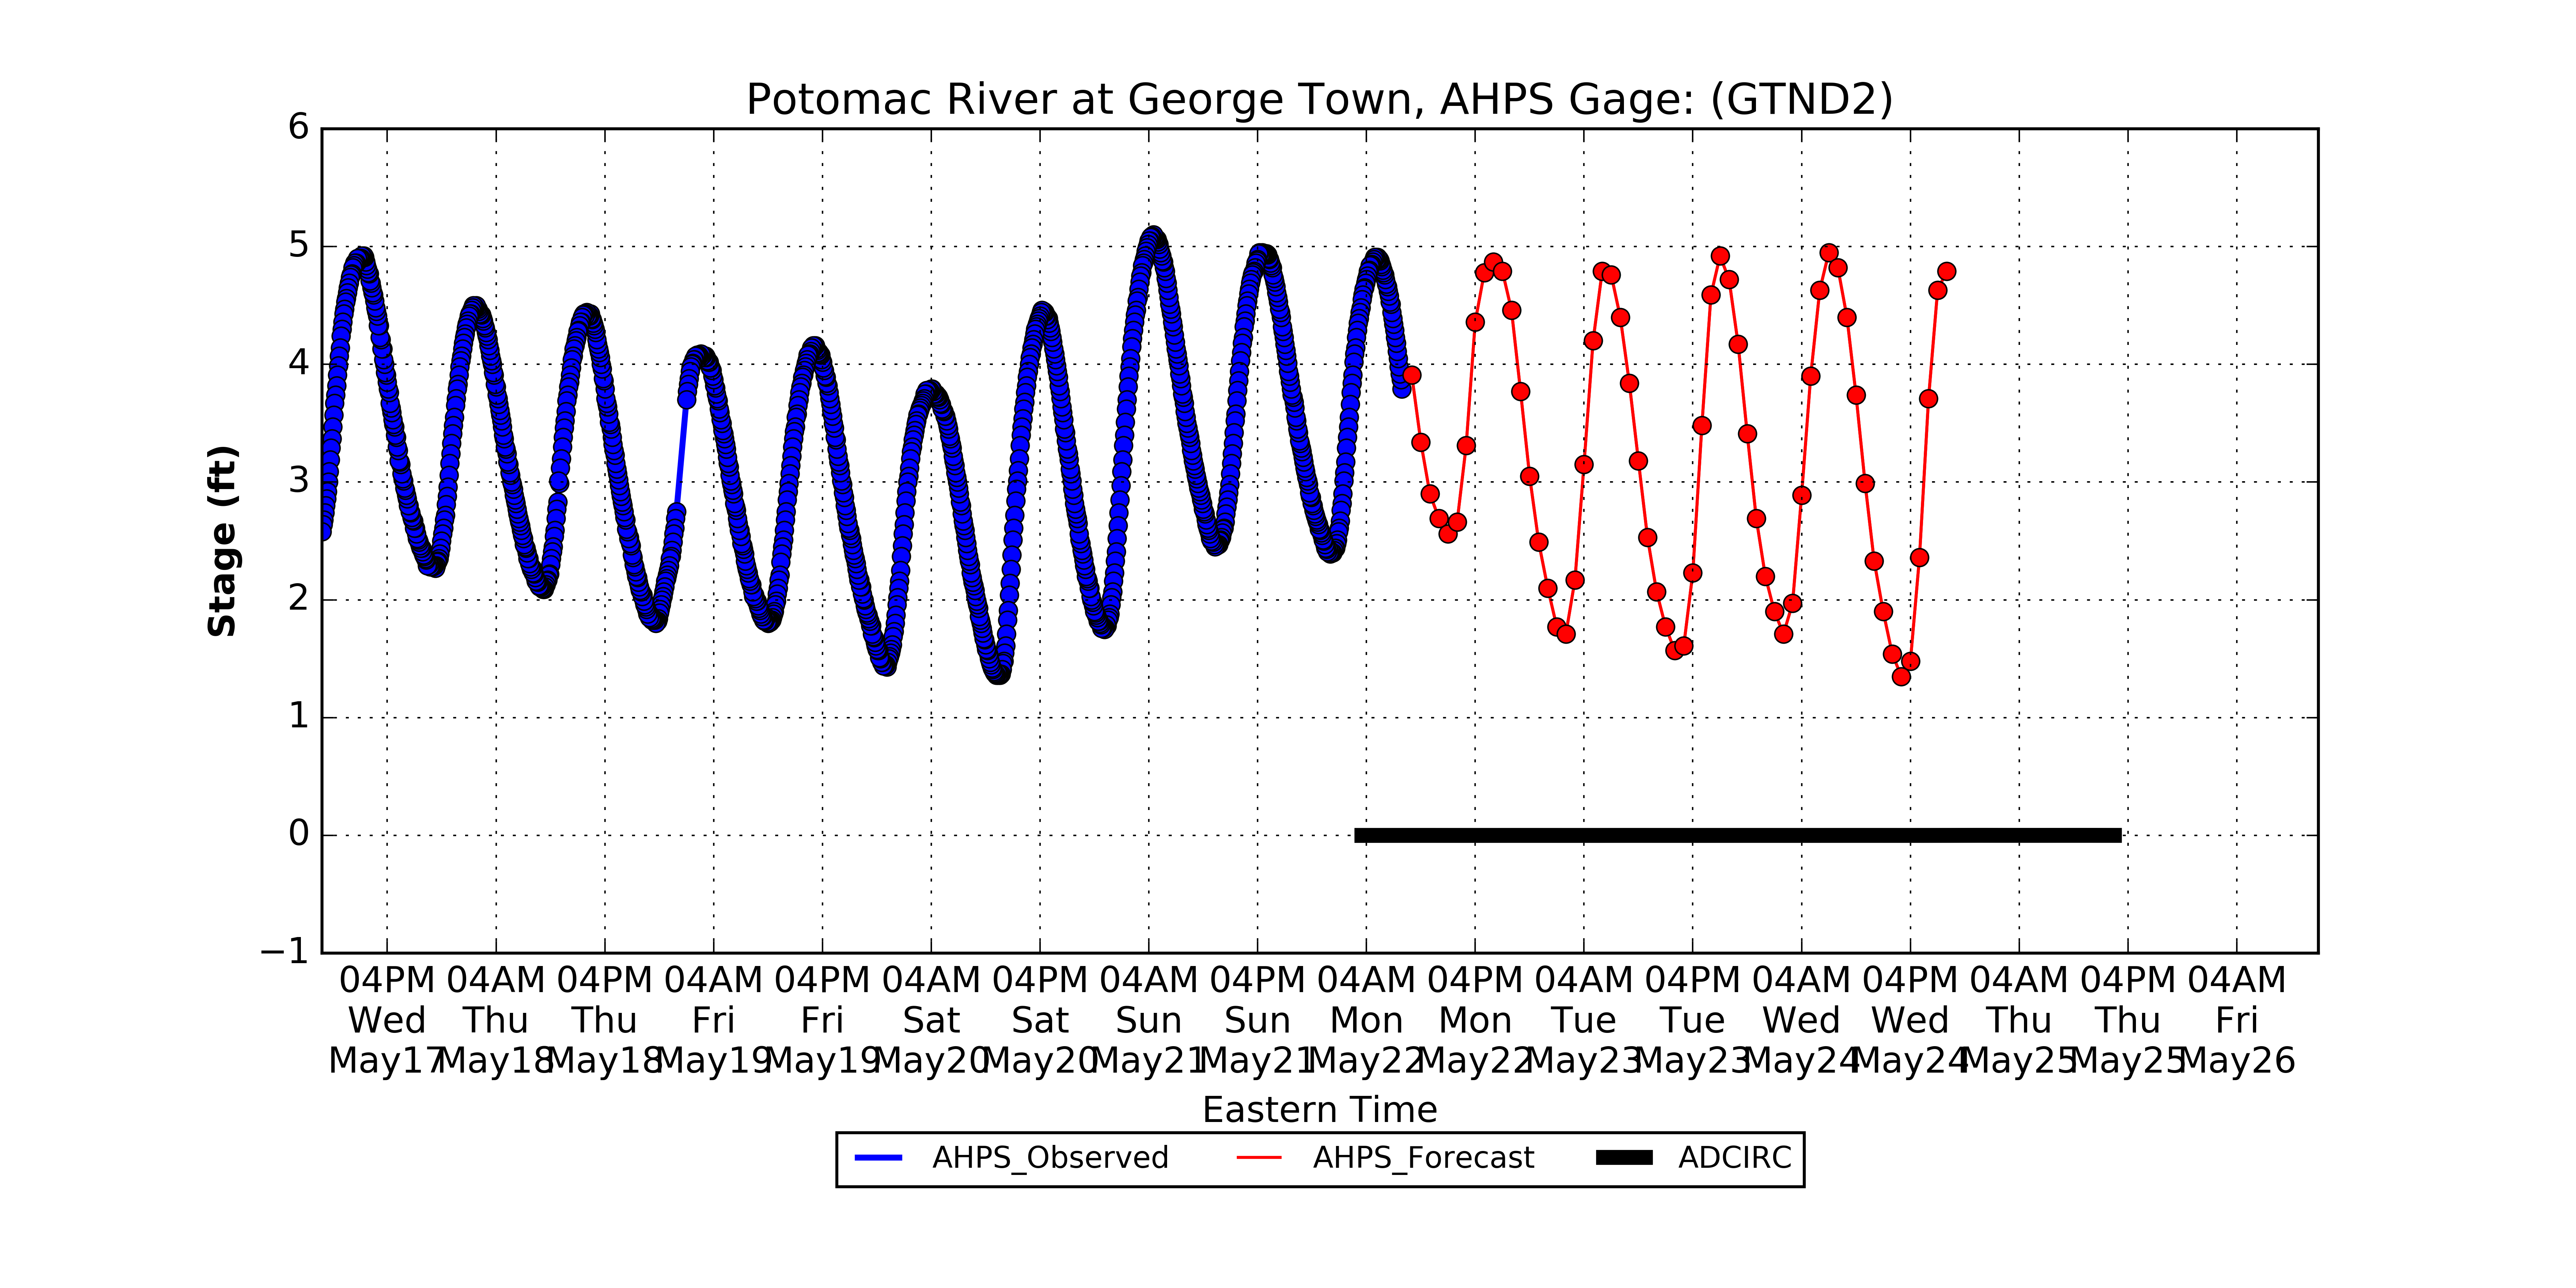 Potomac River at George Town, AHPS Gage: (GTND2)
6
5
4
3
2
1
0
−1
Stage (ft)
04PM 04AM 04PM 04AM 04PM 04AM 04PM 04AM 04PM 04AM 04PM 04AM 04PM 04AM 04PM 04AM 04PM 04AM
Wed Thu Thu Fri Fri Sat Sat Sun Sun Mon Mon Tue Tue Wed Wed Thu Thu Fri
May17 May18 May18 May19 May19 May20 May20 May21 May21 May22 May22 May23 May23 May24 May24 May25 May25 May26
Eastern Time
AHPS_Observed AHPS_Forecast ADCIRC